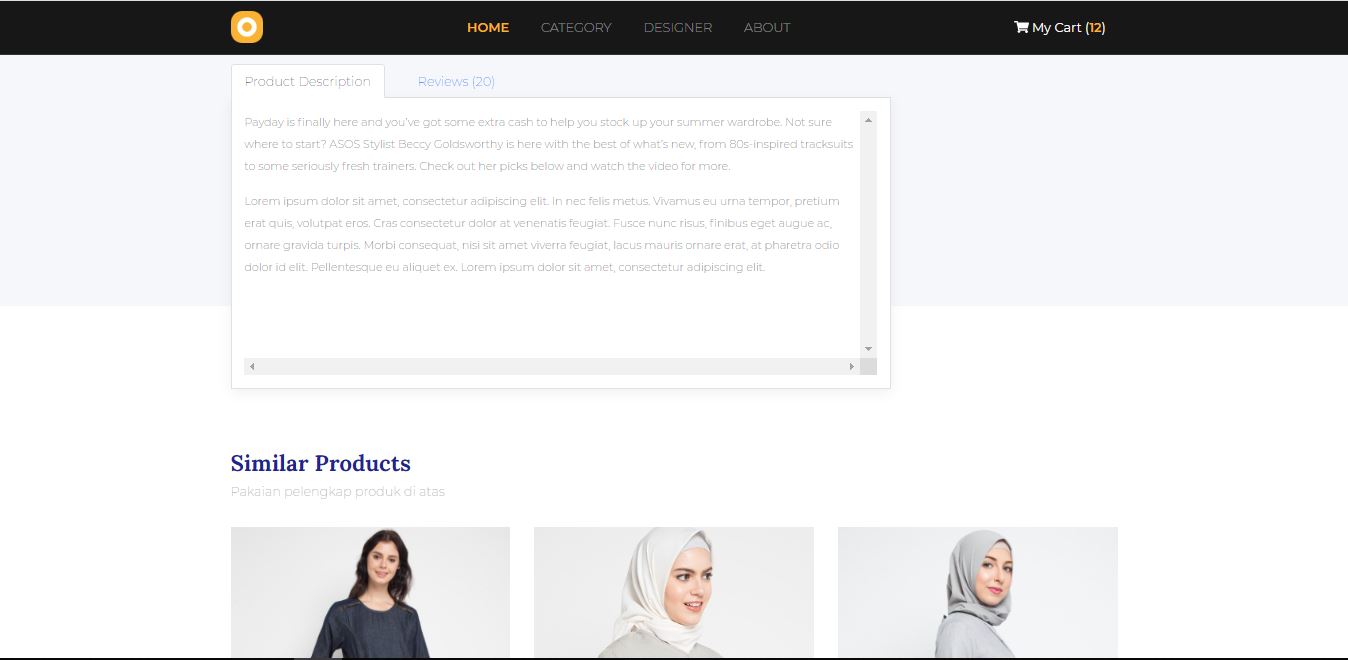 HOME CATEGORY DESIGNER ABOUT My Cart (12)
Product Description Reviews (20)
Payday is finally here and you've got some extra cash to help you stock up your summer wardrobe. Not sure
where to start? ASOS Stylist Beccy Goldsworthy is here with the best of what's new, from 80s-inspired tracksuits
to some seriously fresh trainers. Check out her picks below and watch the video for more.
Lorem ipsum dolor sit amet, consectetur adipiscing elit. In nec felis metus. Vivamus eu urna tempor, pretium
erat quis, volutpat eros. Cras consectetur dolor at venenatis feugiat. Fusce nunc risus, finibus eget augue ac,
ornare gravida turpis. Morbi consequat, nisi sit amet viverra feugiat, lacus mauris ornare erat, at pharetra odio
dolor id elit. Pellentesque eu aliquet ex. Lorem ipsum dolor sit amet, consectetur adipiscing elit.
Similar Products
Pakaian pelengkap produk di atas